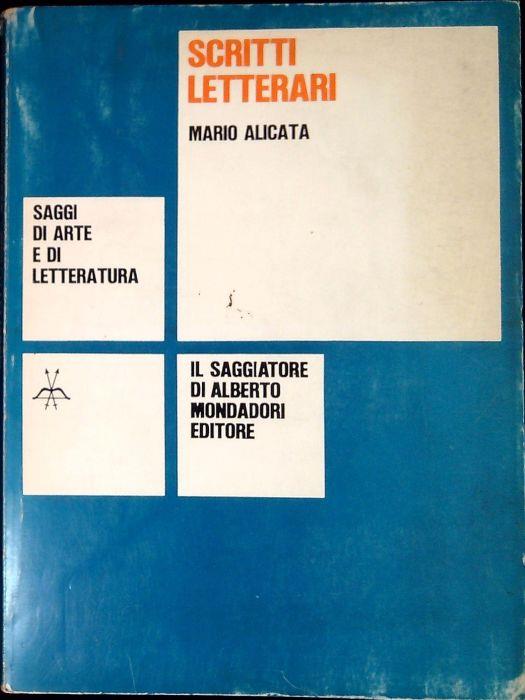 SCRITTI
LETTERARI
MARIO ALICATA
SAGGI
DI ARTE
E DI
LETTERATURA
IL SAGGIATORE
DI ALBERTO
MONDADORI
EDITORE